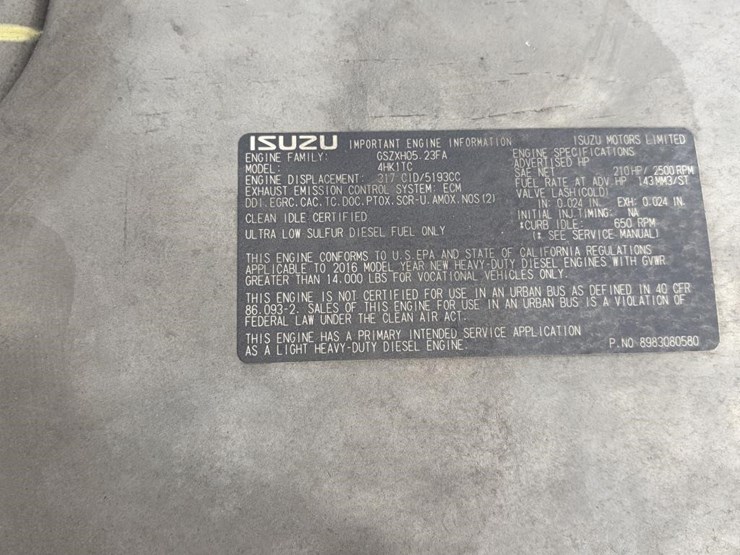 ISUZU IMPORTANT ENGINE INFORMATION ISUZU MOTORS LIMITED
ENGINE FAMILY: GSZXH05.23FA
MODEL: 4HK1TC
ENGINE DISPLACEMENT: 317 CID/5193CC
EXHAUST EMISSION CONTROL SYSTEM: ECM
DDI,EGRC,CAC,TC,DOC,PTOX,SCR-U,AMOX,NOS(2)
CLEAN IDLE CERTIFIED
ULTRA LOW SULFUR DIESEL FUEL ONLY
ENGINE SPECIFICATIONS
ADVERTISED HP
SAE NET 210HP/ 2500RPM
FUEL RATE AT ADV.HP 143MM3/ST
VALVE LASH(COLD)
IN: 0.024 IN. EXH: 0.024 IN.
INITIAL INJ.TIMING: NA
*CURB IDLE: 650 RPM
(* SEE SERVICE MANUAL)
THIS ENGINE CONFORMS TO U.S.EPA AND STATE OF CALIFORNIA REGULATIONS
APPLICABLE TO 2016 MODEL YEAR NEW HEAVY-DUTY DIESEL ENGINES WITH GVWR
GREATER THAN 14,000 LBS FOR VOCATIONAL VEHICLES ONLY.
THIS ENGINE IS NOT CERTIFIED FOR USE IN AN URBAN BUS AS DEFINED IN 40 CFR
86.093-2. SALES OF THIS ENGINE FOR USE IN AN URBAN BUS IS A VIOLATION OF
FEDERAL LAW UNDER THE CLEAN AIR ACT.
THIS ENGINE HAS A PRIMARY INTENDED SERVICE APPLICATION
AS A LIGHT HEAVY-DUTY DIESEL ENGINE.
P.NO 8983080580